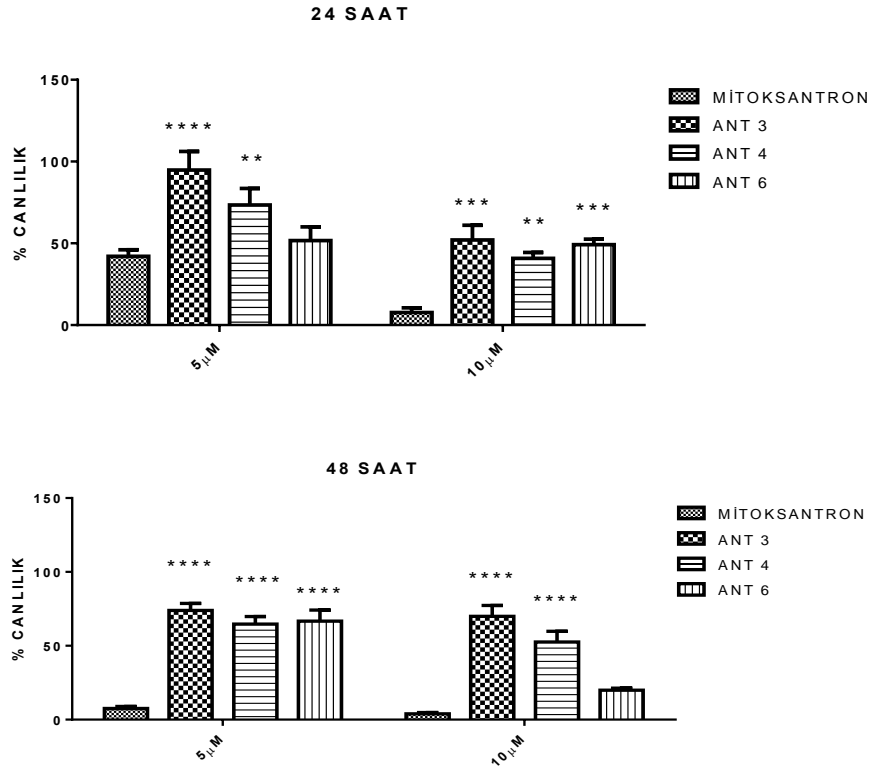 24 SAAT
150
100
50
0
% CANLILIK
****
**
***
**
***
5µM
10µM
MİTOKSANTRON
ANT 3
ANT 4
ANT 6
48 SAAT
150
100
50
0
% CANLILIK
****
****
****
****
****
5µM
10µM
MİTOKSANTRON
ANT 3
ANT 4
ANT 6